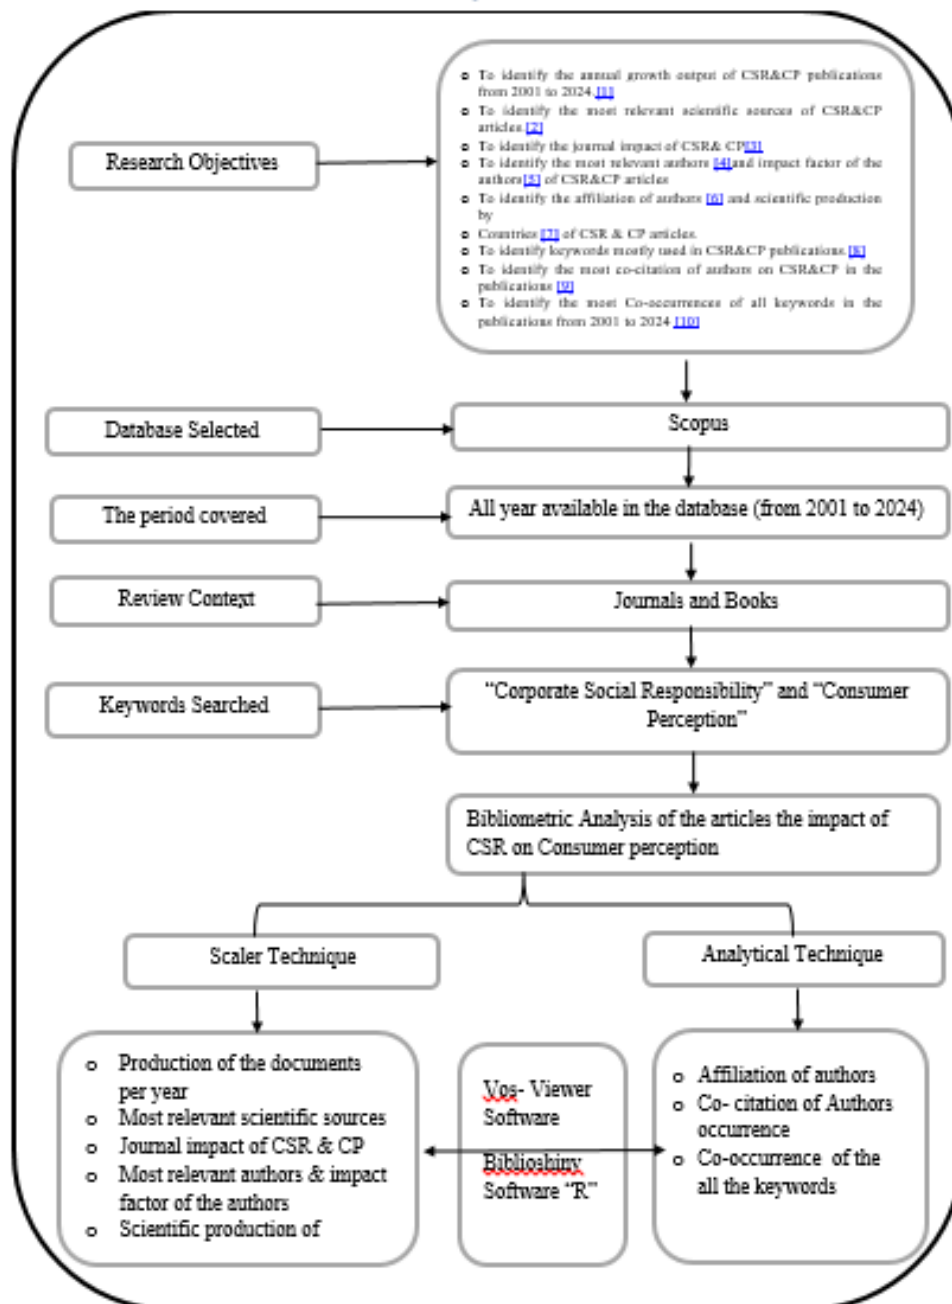 Research Objectives
o To identify the annual growth output of CSR&CP publications
from 2001 to 2024.[1]
o To identify the most relevant scientific sources of CSR&CP
articles.[2]
o To identify the journal impact of CSR& CP[3]
o To identify the most relevant authors [4]and impact factor of the
authors[5] of CSR&CP articles
o To identify the affiliation of authors [6] and scientific production
by
o Countries [7] of CSR & CP articles.
o To identify keywords mostly used in CSR&CP publications.[8]
o To identify the most co-citation of authors on CSR&CP in the
publications [9]
o To identify the most Co-occurrences of all keywords in the
publications from 2001 to 2024.[10]
Database Selected
Scopus
The period covered
All year available in the database (from 2001 to 2024)
Review Context
Journals and Books
Keywords Searched
“Corporate Social Responsibility” and “Consumer
Perception”
Bibliometric Analysis of the articles the impact of
CSR on Consumer perception
Scaler Technique
Analytical Technique
o Production of the documents
per year
o Most relevant scientific sources
o Journal impact of CSR & CP
o Most relevant authors & impact
factor of the authors
o Scientific production of
Vos- Viewer
Software
Biblioshiny
Software “R”
o Affiliation of authors
o Co- citation of Authors
occurrence
o Co-occurrence of the
all the keywords